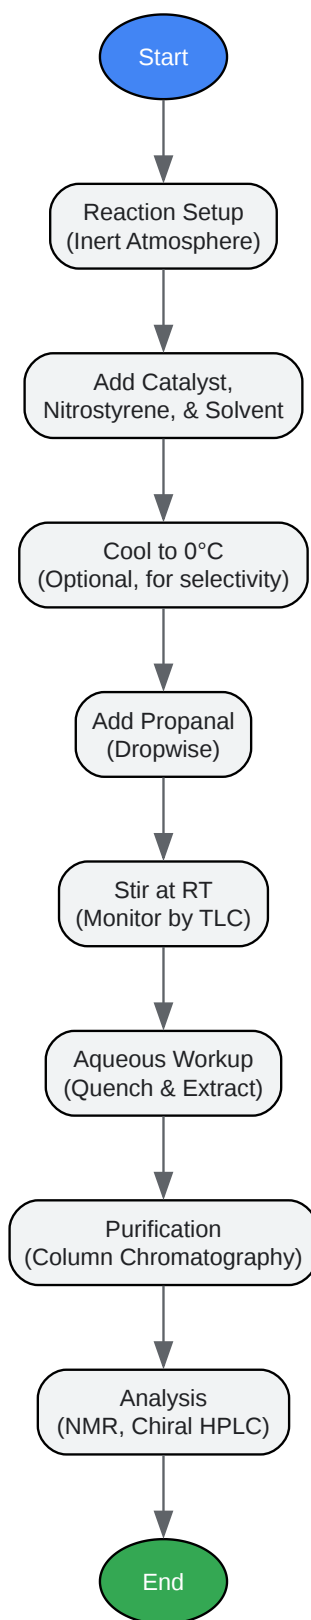 Start
Reaction Setup
(Inert Atmosphere)
Add Catalyst,
Nitrostyrene, & Solvent
Cool to 0°C
(Optional, for selectivity)
Add Propanal
(Dropwise)
Stir at RT
(Monitor by TLC)
Aqueous Workup
(Quench & Extract)
Purification
(Column Chromatography)
Analysis
(NMR, Chiral HPLC)
End